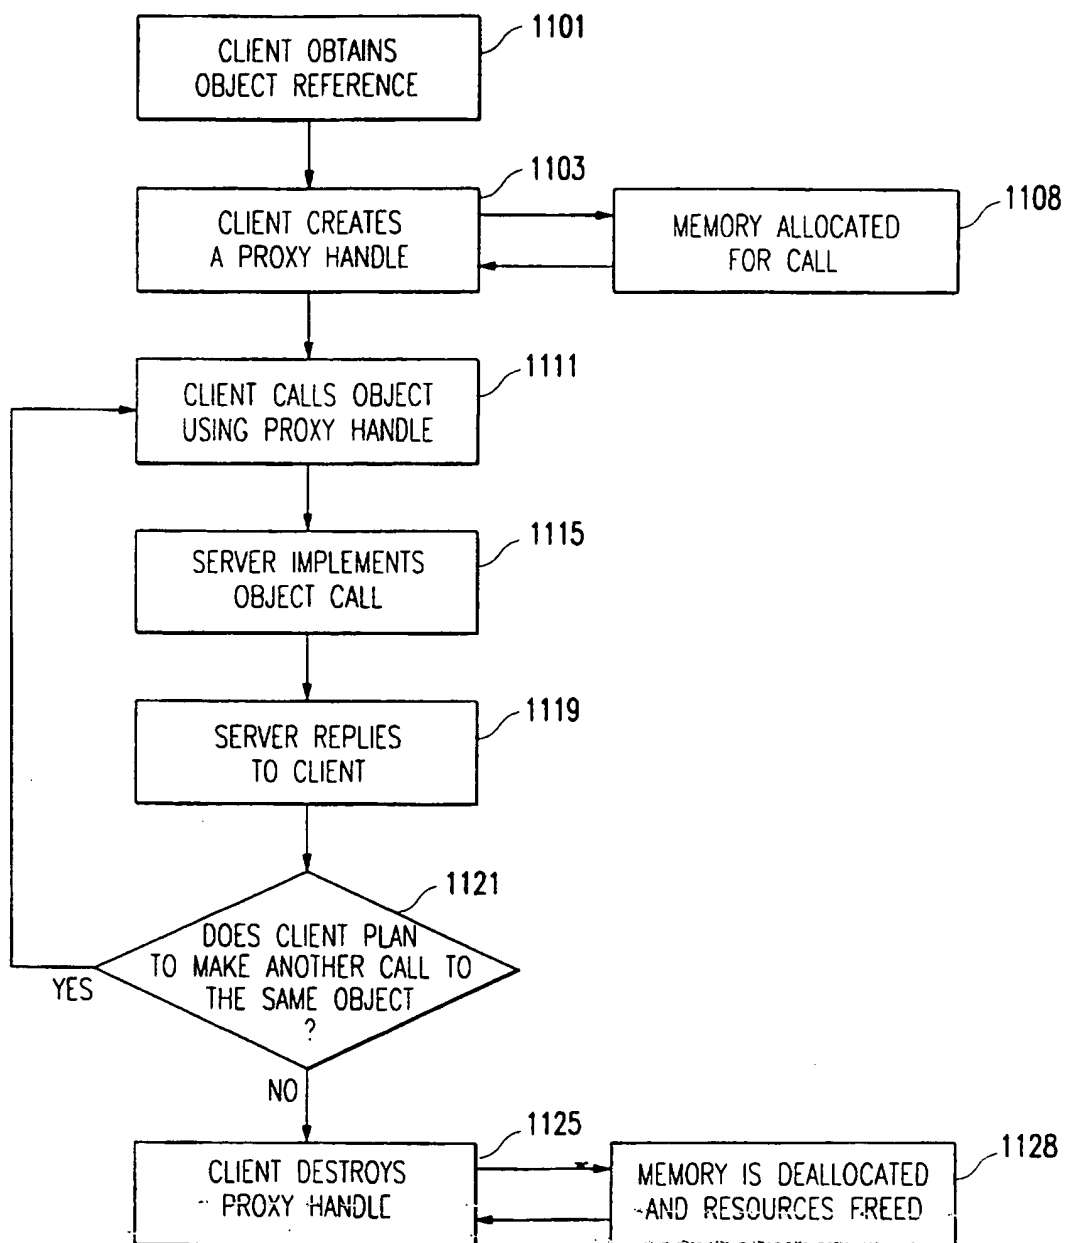 1101
CLIENT OBTAINS
OBJECT REFERENCE
1103
CLIENT CREATES
A PROXY HANDLE
1108
MEMORY ALLOCATED
FOR CALL
1111
CLIENT CALLS OBJECT
USING PROXY HANDLE
1115
SERVER IMPLEMENTS
OBJECT CALL
1119
SERVER REPLIES
TO CLIENT
1121
DOES CLIENT PLAN
TO MAKE ANOTHER CALL TO
THE SAME OBJECT
?
YES
NO
1125
CLIENT DESTROYS
PROXY HANDLE
1128
MEMORY IS DEALLOCATED
AND RESOURCES FREED